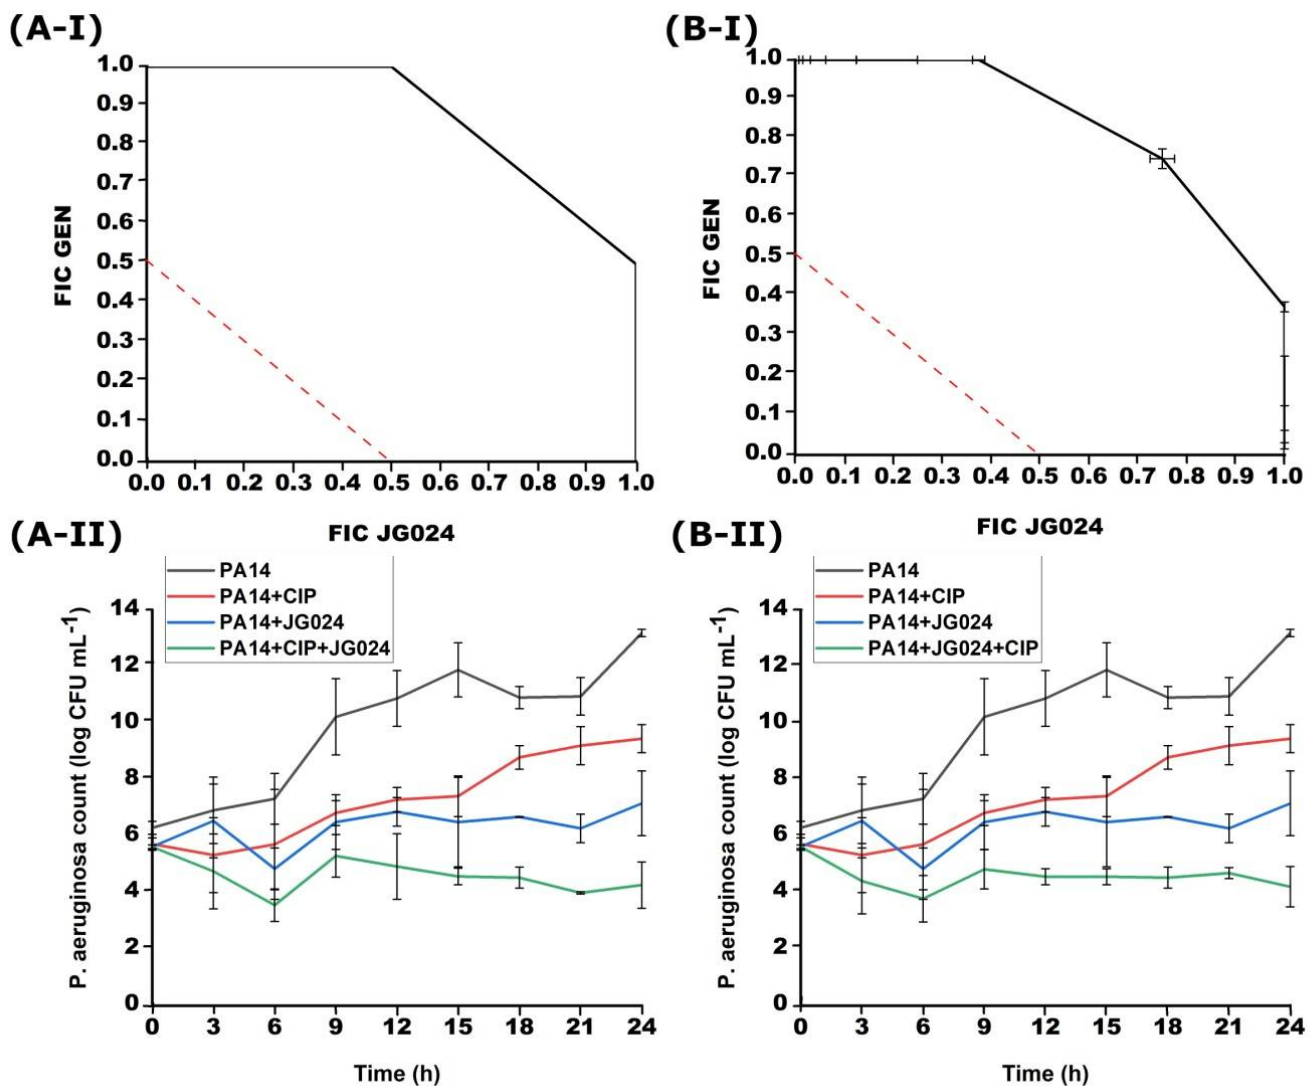 (A-I)
FIC GEN
1.0
0.9
0.8
0.7
0.6
0.5
0.4
0.3
0.2
0.1
0.0
0.0 0.1 0.2 0.3 0.4 0.5 0.6 0.7 0.8 0.9 1.0
FIC JG024
(B-I)
FIC GEN
1.0
0.9
0.8
0.7
0.6
0.5
0.4
0.3
0.2
0.1
0.0
0.0 0.1 0.2 0.3 0.4 0.5 0.6 0.7 0.8 0.9 1.0
FIC JG024
(A-II)
PA14
PA14+CIP
PA14+JG024
PA14+CIP+JG024
P. aeruginosa count (log CFU mL-1)
14
12
10
8
6
4
2
0
0 3 6 9 12 15 18 21 24
Time (h)
(B-II)
PA14
PA14+CIP
PA14+JG024
PA14+JG024+CIP
P. aeruginosa count (log CFU mL-1)
14
12
10
8
6
4
2
0
0 3 6 9 12 15 18 21 24
Time (h)